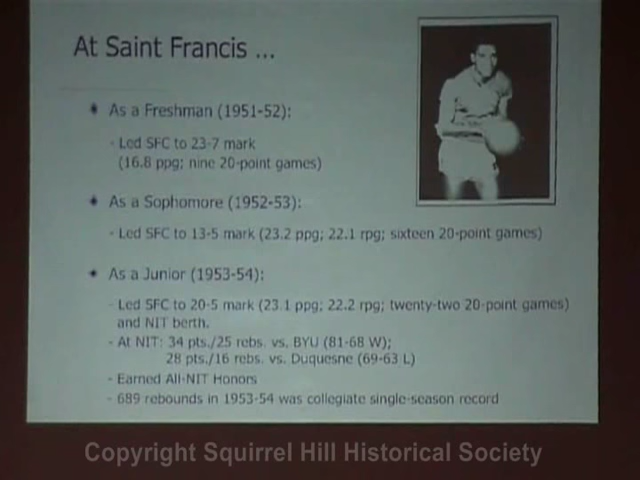 At Saint Francis ...
As a Freshman (1951-52):
- Led SFC to 23-7 mark
(16.8 ppg; nine 20-point games)
As a Sophomore (1952-53):
- Led SFC to 13-5 mark (23.2 ppg; 22.1 rpg; sixteen 20-point games)
As a Junior (1953-54):
- Led SFC to 20-5 mark (23.1 ppg; 22.2 rpg; twenty-two 20-point games)
and NIT berth.
- At NIT: 34 pts./25 rebs. vs. BYU (81-68 W);
28 pts./16 rebs. vs. Duquesne (69-63 L)
- Earned All-NIT Honors
- 689 rebounds in 1953-54 was collegiate single-season record
Copyright Squirrel Hill Historical Society